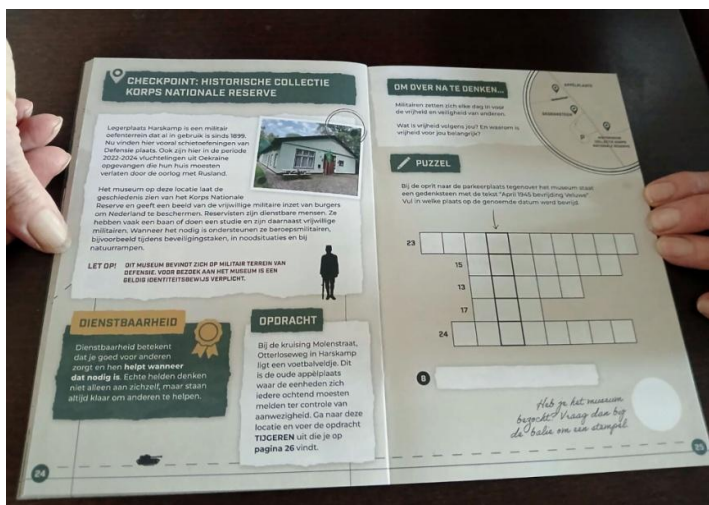 CHECKPOINT: HISTORISCHE COLLECTIE
KORPS NATIONALE RESERVE
Legerplaats Harskamp is een militair
oefenterrein dat al in gebruik is sinds 1899.
Nu vinden hier vooral schietoefeningen van
Defensie plaats. Ook zijn hier in de periode
2022-2024 vluchtelingen uit Oekraïne
opgevangen die hun huis moesten
verlaten door de oorlog met Rusland.
Het museum op deze locatie laat de
geschiedenis zien van het Korps Nationale
Reserve en geeft een beeld van de vrijwillige militaire inzet van burgers
om Nederland te beschermen. Reservisten zijn dienstbare mensen. Ze
hebben vaak een baan of doen een studie en zijn daarnaast vrijwillige
militairen. Wanneer het nodig is ondersteunen ze beroepsmilitairen,
bijvoorbeeld tijdens beveiligingstaken, in noodsituaties en bij
natuurrampen.
LET OP! DIT MUSEUM BEVINDT ZICH OP MILITAIR TERREIN VAN
DEFENSIE. VOOR BEZOEK AAN HET MUSEUM IS EEN
GELDIG IDENTITEITSBEWIJS VERPLICHT.
DIENSTBAARHEID
Dienstbaarheid betekent
dat je goed voor anderen
zorgt en hen helpt wanneer
dat nodig is. Echte helden denken
niet alleen aan zichzelf, maar staan
altijd klaar om anderen te helpen.
OPDRACHT
Bij de kruising Molenstraat,
Otterloseweg in Harskamp
ligt een voetbalveldje. Dit
is de oude appèlplaats
waar de eenheden zich
iedere ochtend moesten
melden ter controle van
aanwezigheid. Ga naar deze
locatie en voer de opdracht
TIJGEREN uit die je op
pagina 26 vindt.
24
OM OVER NA TE DENKEN...
Militairen zetten zich elke dag in voor
de vrijheid en veiligheid van anderen.
Wat is vrijheid volgens jou? En waarom is
vrijheid voor jou belangrijk?
APPÈLPLAATS
P
PUZZEL
Bij de oprit naar de parkeerplaats tegenover het museum staat
een gedenksteen met de tekst "April 1945 bevrijding Veluwe".
Vul in welke plaats op de genoemde datum werd bevrijd.
23
15
13
17
24
8
Heb je het museum
bezocht? Vraag dan bij
de balie om een stempel.
25